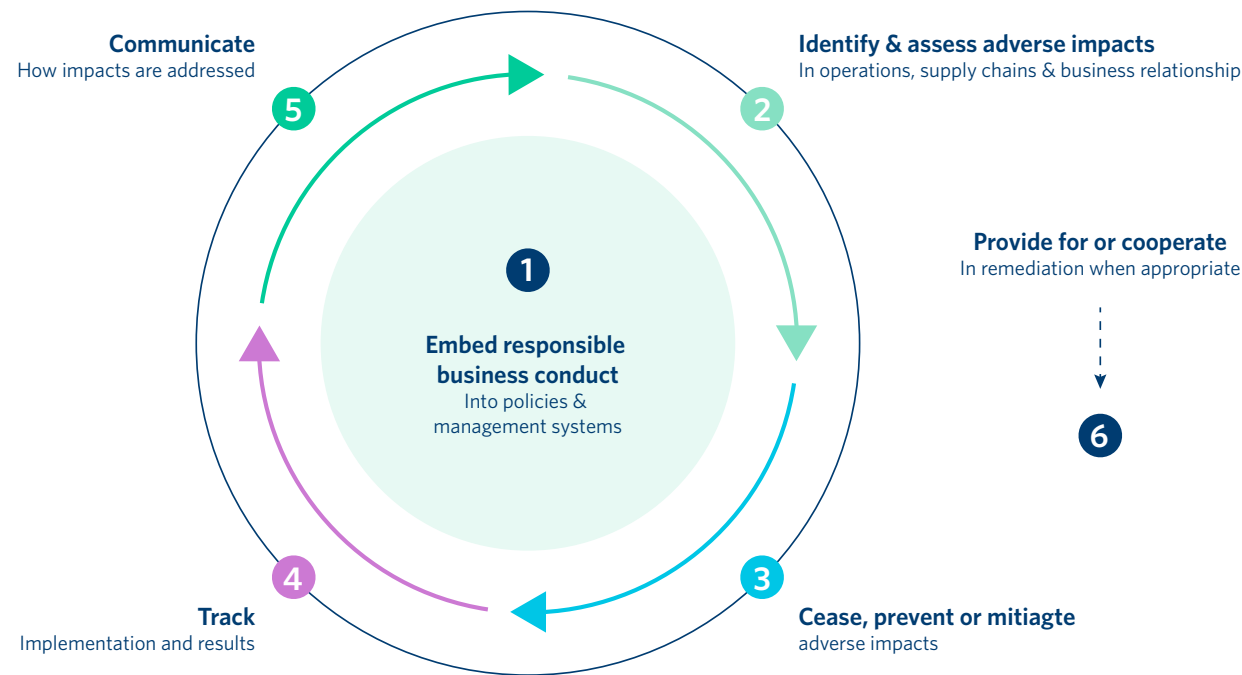 Communicate
How impacts are addressed
5
Identify & assess adverse impacts
In operations, supply chains & business relationship
2
1
Embed responsible
business conduct
Into policies &
management systems
Provide for or cooperate
In remediation when appropriate
6
4
Track
Implementation and results
3
Cease, prevent or mitiagte
adverse impacts